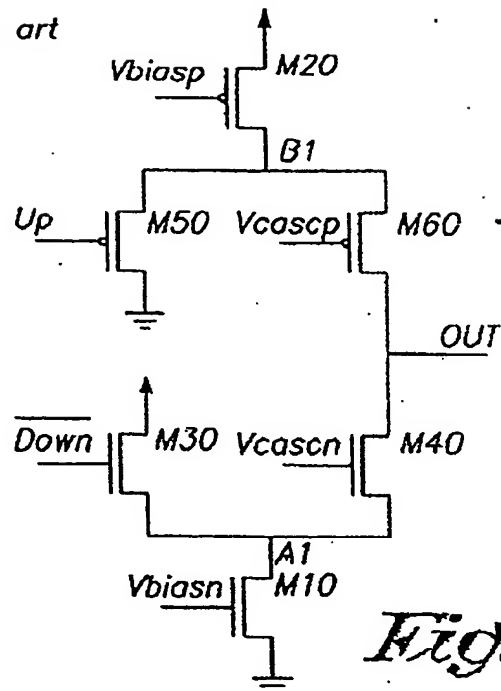 art
Vbiasp
M20
B1
Up
M50
Vcascp
M60
OUT
Down
M30
Vcascn
M40
A1
Vbiasn
M10
Fig.